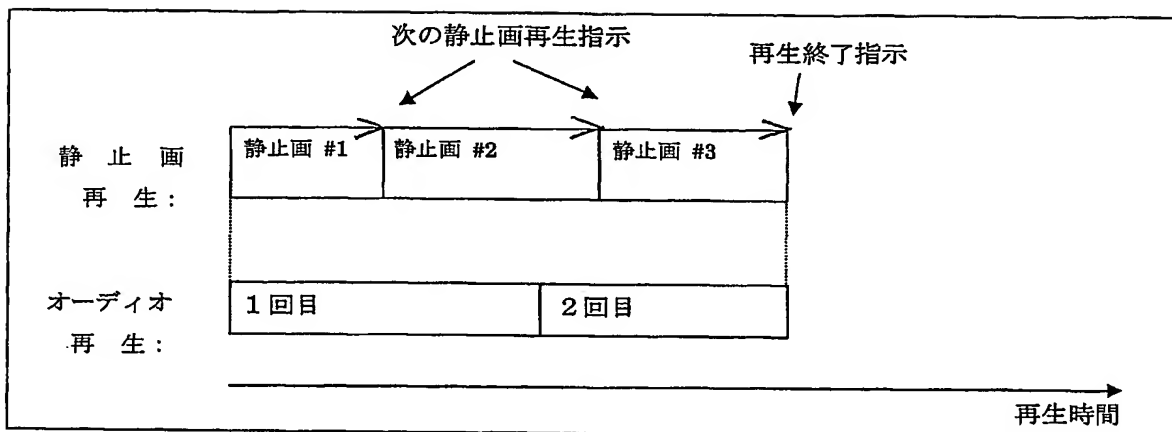 次の静止画再生指示
再生終了指示
静止画
再生：
静止画 #1
静止画 #2
静止画 #3
オーディオ
再生：
1回目
2回目
再生時間